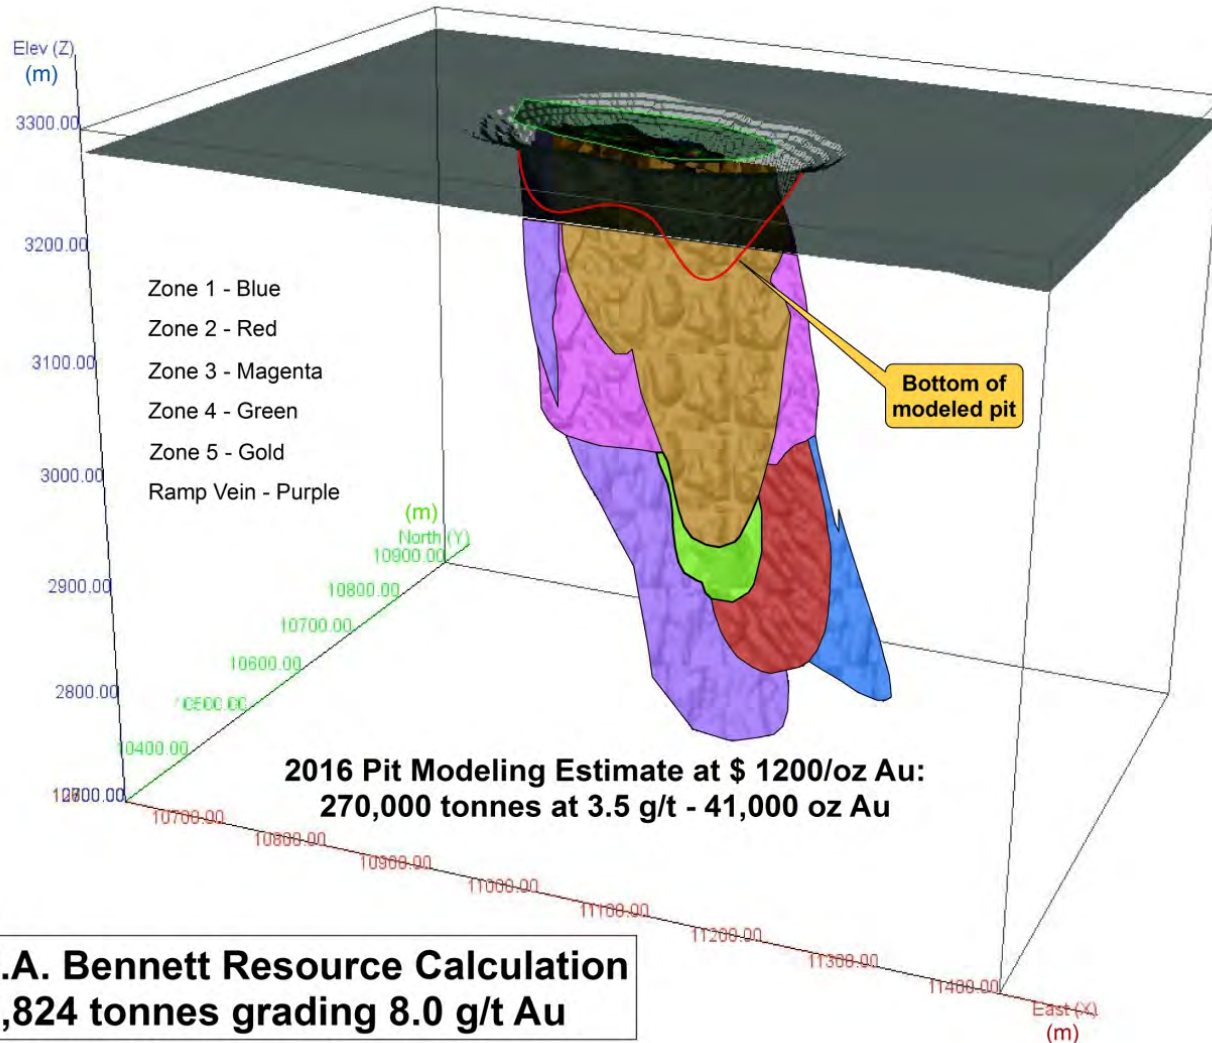 Elev (Z)
(m)
3300.00
3200.00
3100.00
3000.00
2900.00
2800.00
Zone 1 - Blue
Zone 2 - Red
Zone 3 - Magenta
Zone 4 - Green
Zone 5 - Gold
Ramp Vein - Purple
Bottom of
modeled pit
(m)
North (Y)
10900.00
10800.00
10700.00
10600.00
10400.00
2016 Pit Modeling Estimate at $ 1200/oz Au:
270,000 tonnes at 3.5 g/t - 41,000 oz Au
10700.00
10800.00
10900.00
11000.00
11100.00
11200.00
11300.00
11400.00
East (X)
(m)
.A. Bennett Resource Calculation
,824 tonnes grading 8.0 g/t Au